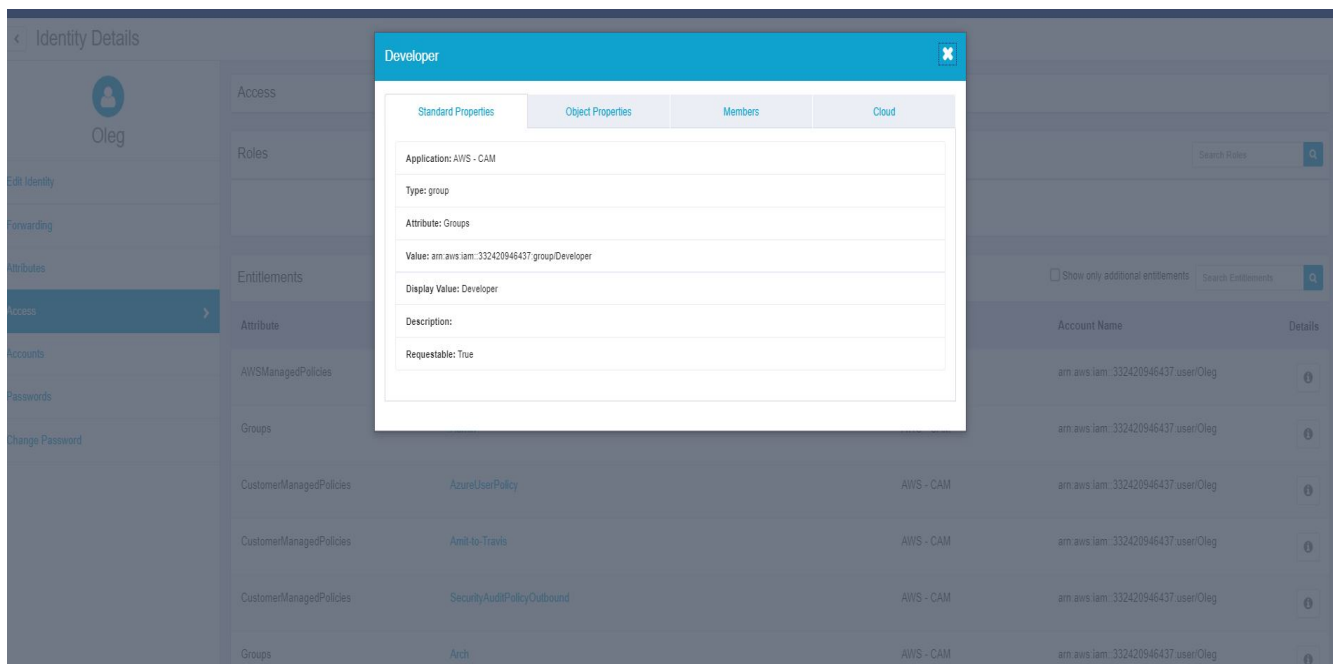 Identity Details
Oleg
Edit Identity
Forwarding
Attributes
Access
Accounts
Passwords
Change Password
Access
Roles
Search Roles
Entitlements
Show only additional entitlements
Search Entitlements
Attribute
Account Name
Details
AWSManagedPolicies
arn:aws:iam::332420946437:user/Oleg
Groups
arn:aws:iam::332420946437:user/Oleg
CustomerManagedPolicies AzureUserPolicy AWS - CAM arn:aws:iam::332420946437:user/Oleg
CustomerManagedPolicies Amit-to-Travis AWS - CAM arn:aws:iam::332420946437:user/Oleg
CustomerManagedPolicies SecurityAuditPolicyOutbound AWS - CAM arn:aws:iam::332420946437:user/Oleg
Groups Arch AWS - CAM arn:aws:iam::332420946437:user/Oleg
Developer
Standard Properties Object Properties Members Cloud
Application: AWS - CAM
Type: group
Attribute: Groups
Value: arn:aws:iam::332420946437:group/Developer
Display Value: Developer
Description:
Requestable: True